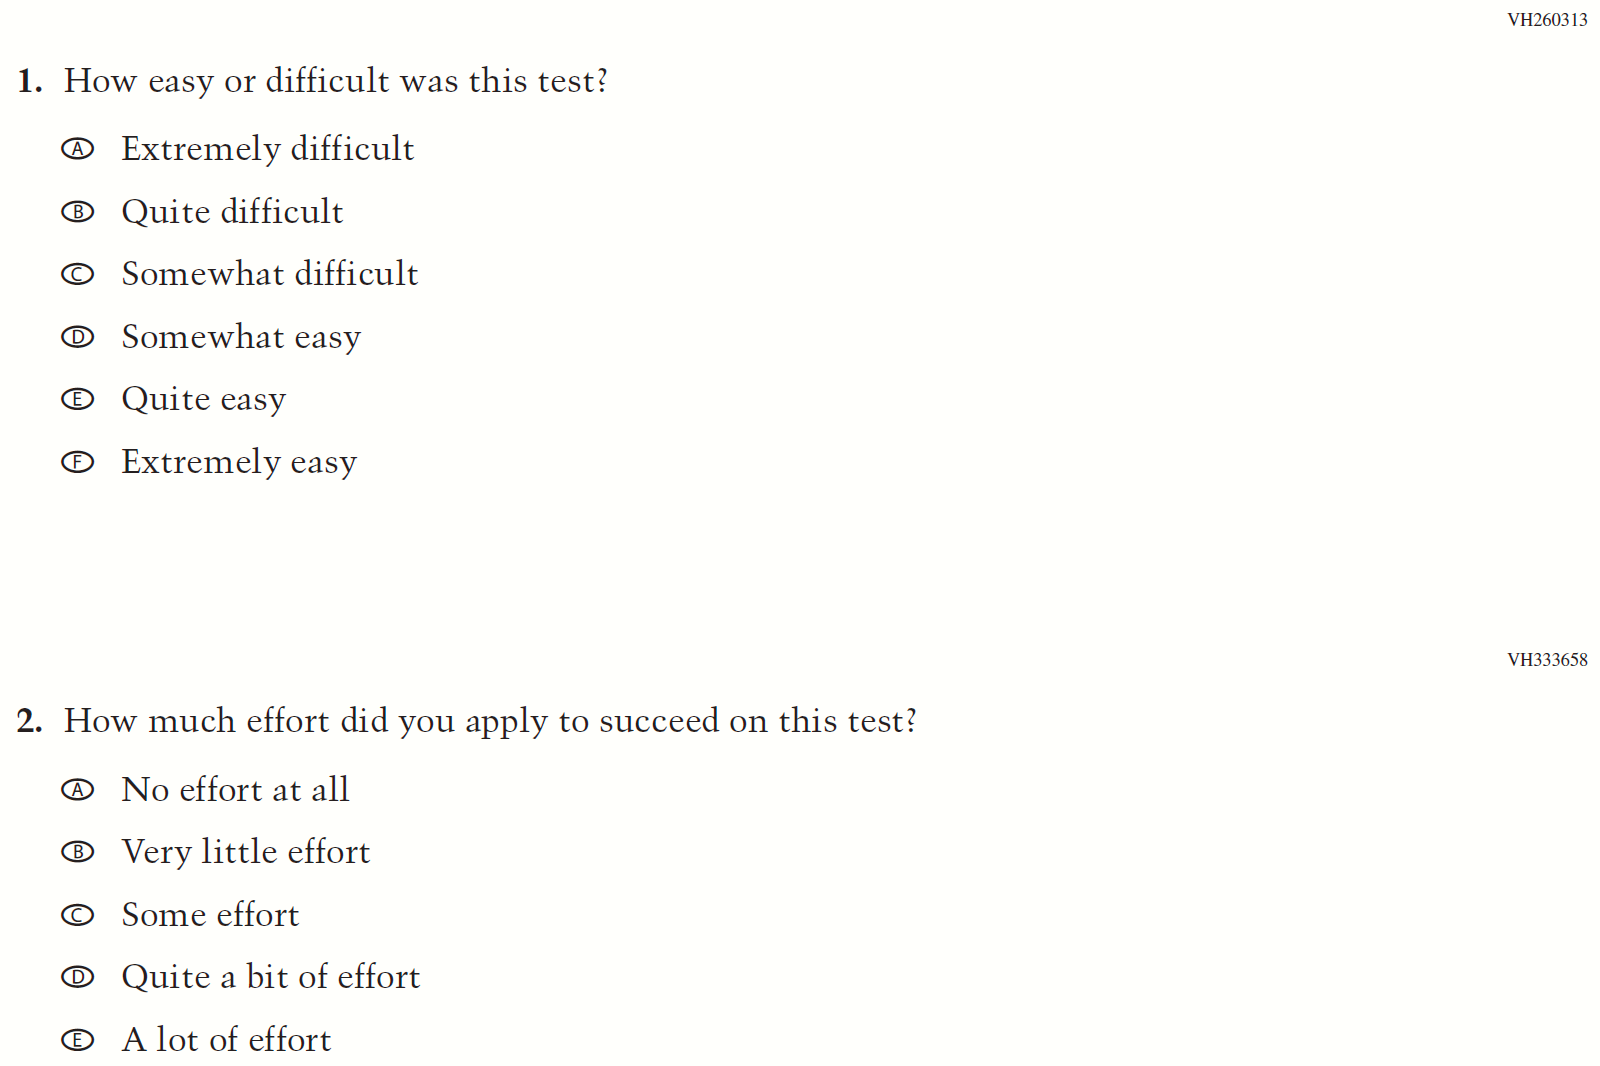 VH260313
1. How easy or difficult was this test?
A Extremely difficult
B Quite difficult
C Somewhat difficult
D Somewhat easy
E Quite easy
F Extremely easy
VH333658
2. How much effort did you apply to succeed on this test?
A No effort at all
B Very little effort
C Some effort
D Quite a bit of effort
E A lot of effort